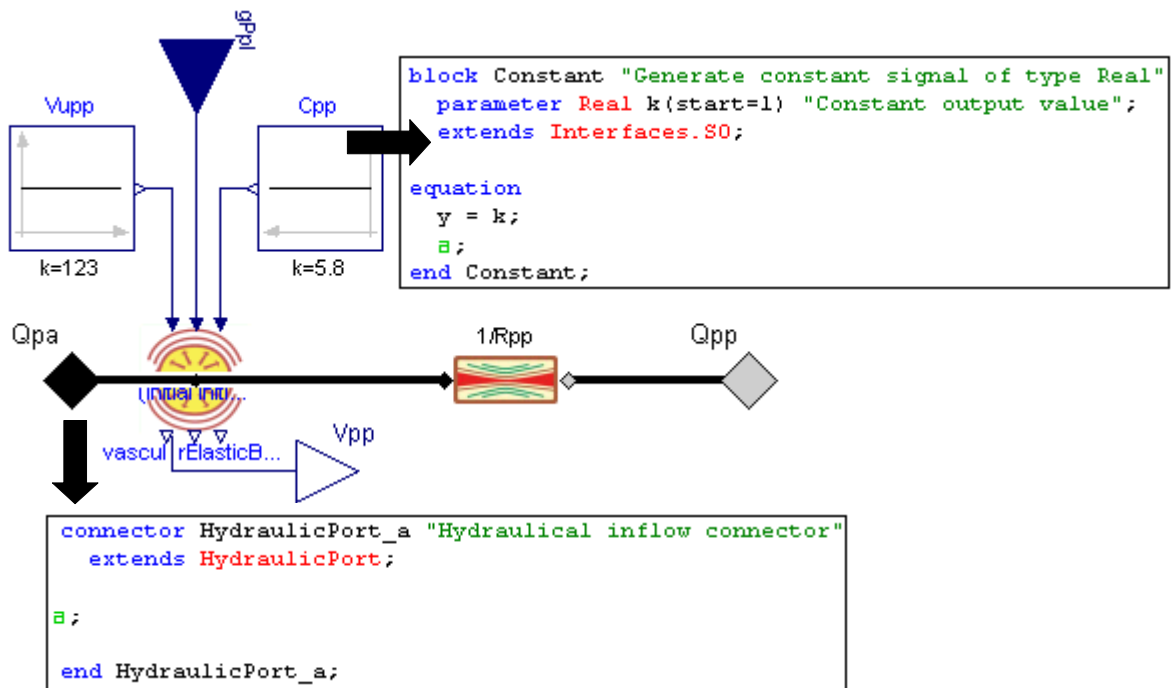 gPpl
Vupp
Cpp
k=123
k=5.8
block Constant "Generate constant signal of type Real"
parameter Real k(start=1) "Constant output value";
extends Interfaces.SO;
equation
y = k;
a;
end Constant;
Qpa
1/Rpp
Qpp
(initial initi...
vascul rElasticB...
Vpp
connector HydraulicPort_a "Hydraulical inflow connector"
extends HydraulicPort;
a;
end HydraulicPort_a;